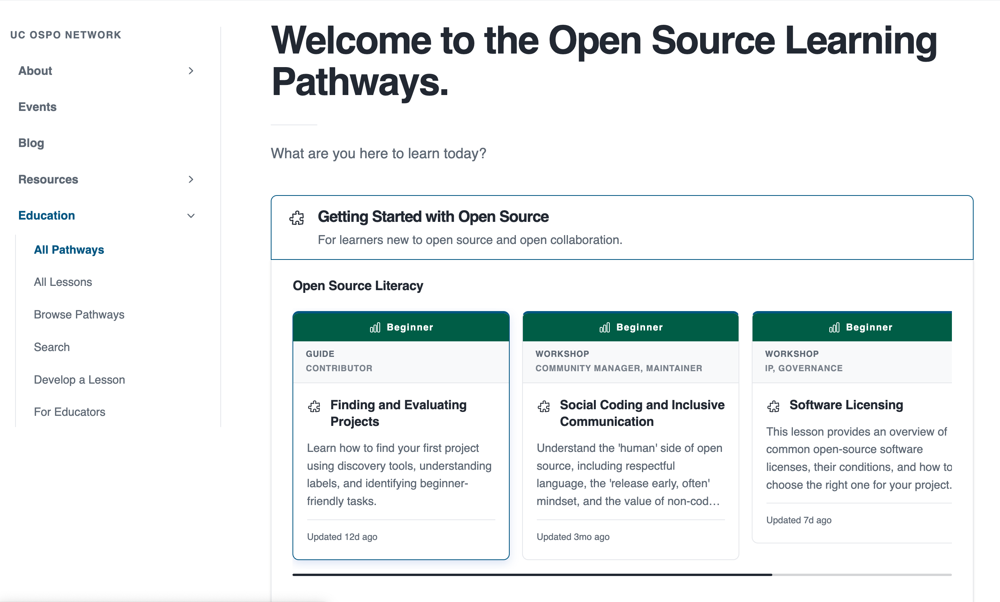 UC OSPO NETWORK
About
Events
Blog
Resources
Education
All Pathways
All Lessons
Browse Pathways
Search
Develop a Lesson
For Educators
Welcome to the Open Source Learning
Pathways.
What are you here to learn today?
Getting Started with Open Source
For learners new to open source and open collaboration.
Open Source Literacy
Beginner
GUIDE
CONTRIBUTOR
Finding and Evaluating
Projects
Learn how to find your first project
using discovery tools, understanding
labels, and identifying beginner-
friendly tasks.
Updated 12d ago
Beginner
WORKSHOP
COMMUNITY MANAGER, MAINTAINER
Social Coding and Inclusive
Communication
Understand the 'human' side of open
source, including respectful
language, the 'release early, often'
mindset, and the value of non-cod...
Updated 3mo ago
Beginner
WORKSHOP
IP, GOVERNANCE
Software Licensing
This lesson provides an overview of
common open-source software
licenses, their conditions, and how to
choose the right one for your project.
Updated 7d ago